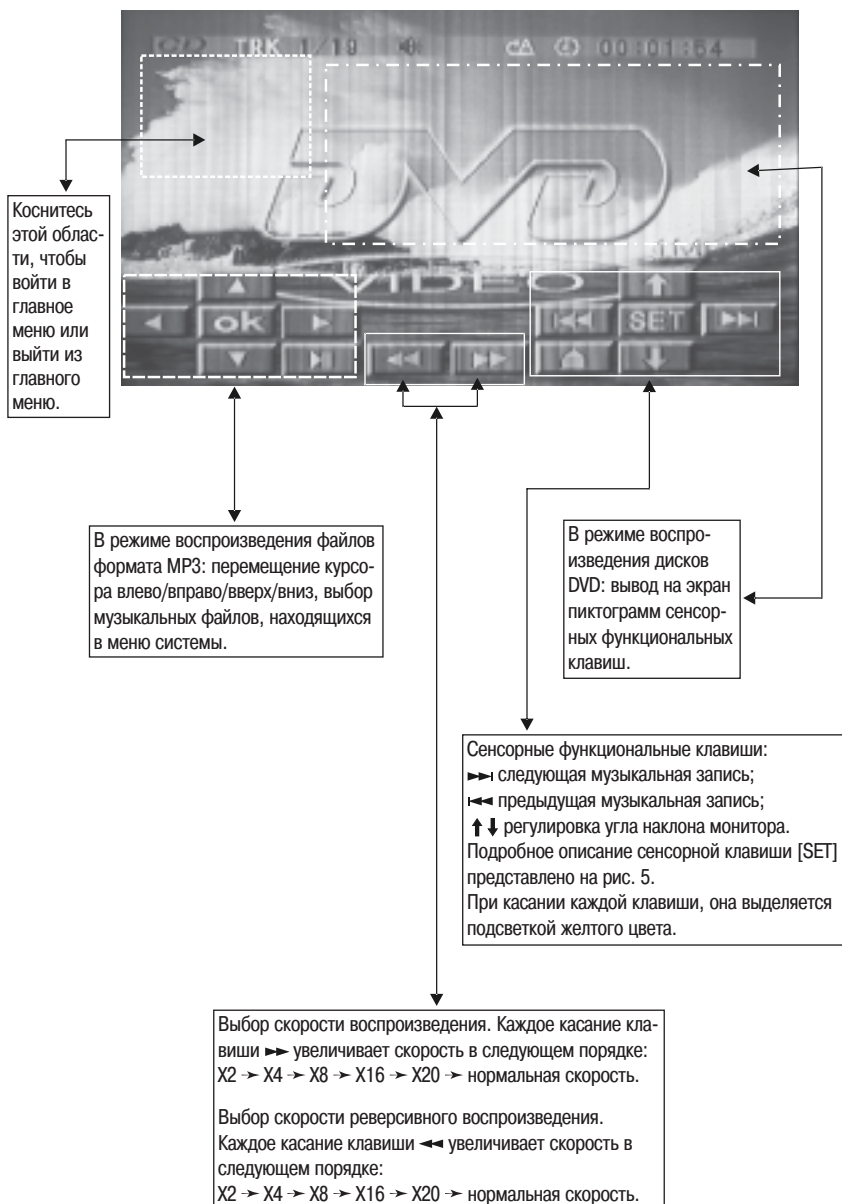 CD TRK 1/19 00:01:54
DVD
VIDEO
ok
SET
Коснитесь
этой облас-
ти, чтобы
войти в
главное
меню или
выйти из
главного
меню.
В режиме воспроизведения файлов
формата MP3: перемещение курсо-
ра влево/вправо/вверх/вниз, выбор
музыкальных файлов, находящихся
в меню системы.
В режиме воспро-
изведения дисков
DVD: вывод на экран
пиктограмм сенсор-
ных функциональных
клавиш.
Сенсорные функциональные клавиши:
►►I следующая музыкальная запись;
I◄◄ предыдущая музыкальная запись;
↑↓ регулировка угла наклона монитора.
Подробное описание сенсорной клавиши [SET]
представлено на рис. 5.
При касании каждой клавиши, она выделяется
подсветкой желтого цвета.
Выбор скорости воспроизведения. Каждое касание кла-
виши ►► увеличивает скорость в следующем порядке:
X2 → X4 → X8 → X16 → X20 → нормальная скорость.
Выбор скорости реверсивного воспроизведения.
Каждое касание клавиши ◄◄ увеличивает скорость в
следующем порядке:
X2 → X4 → X8 → X16 → X20 → нормальная скорость.